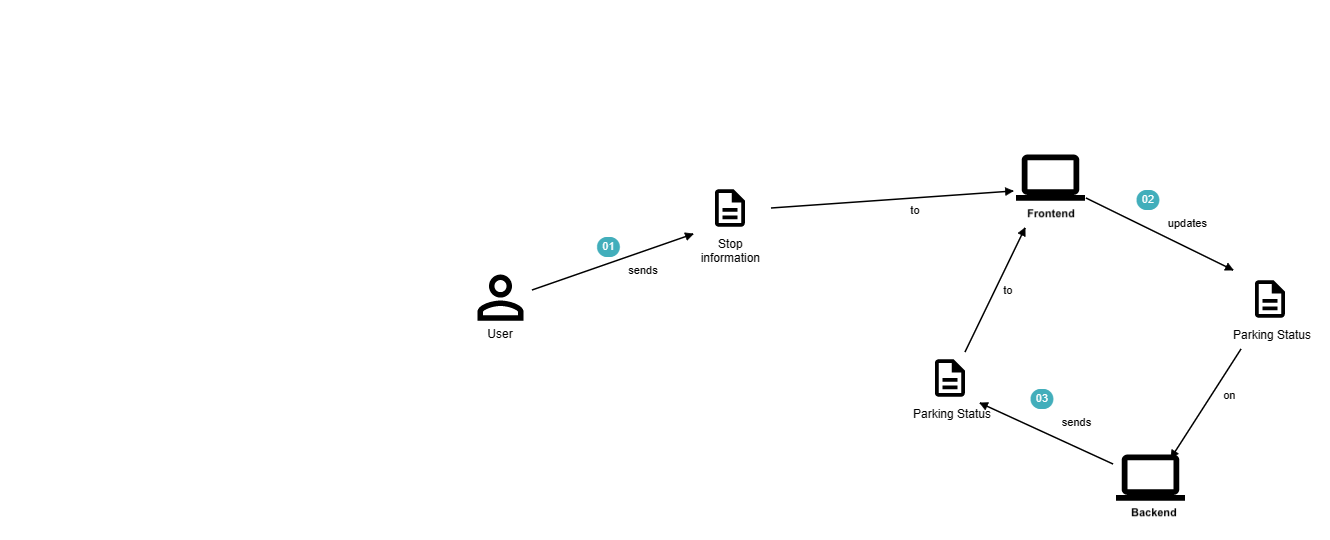 01
sends
User
Stop
information
to
Frontend
02
updates
Parking Status
on
Backend
03
sends
Parking Status
to